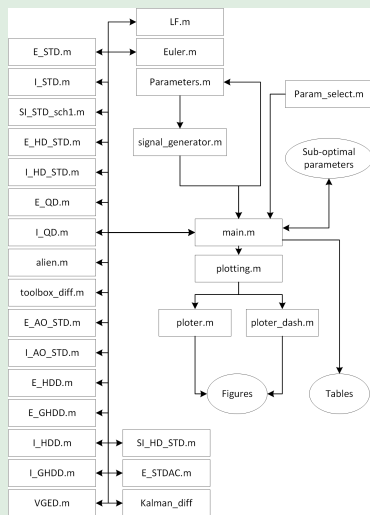 LF.m
E_STD.m
Euler.m
I_STD.m
Parameters.m
Param_select.m
SI_STD_sch1.m
E_HD_STD.m
signal_generator.m
Sub-optimal
parameters
I_HD_STD.m
E_QD.m
I_QD.m
main.m
alien.m
plotting.m
toolbox_diff.m
E_AO_STD.m
ploter.m
ploter_dash.m
I_AO_STD.m
E_HDD.m
Figures
Tables
E_GHDD.m
I_HDD.m
SI_HD_STD.m
I_GHDD.m
E_STDAC.m
VGED.m
Kalman_diff